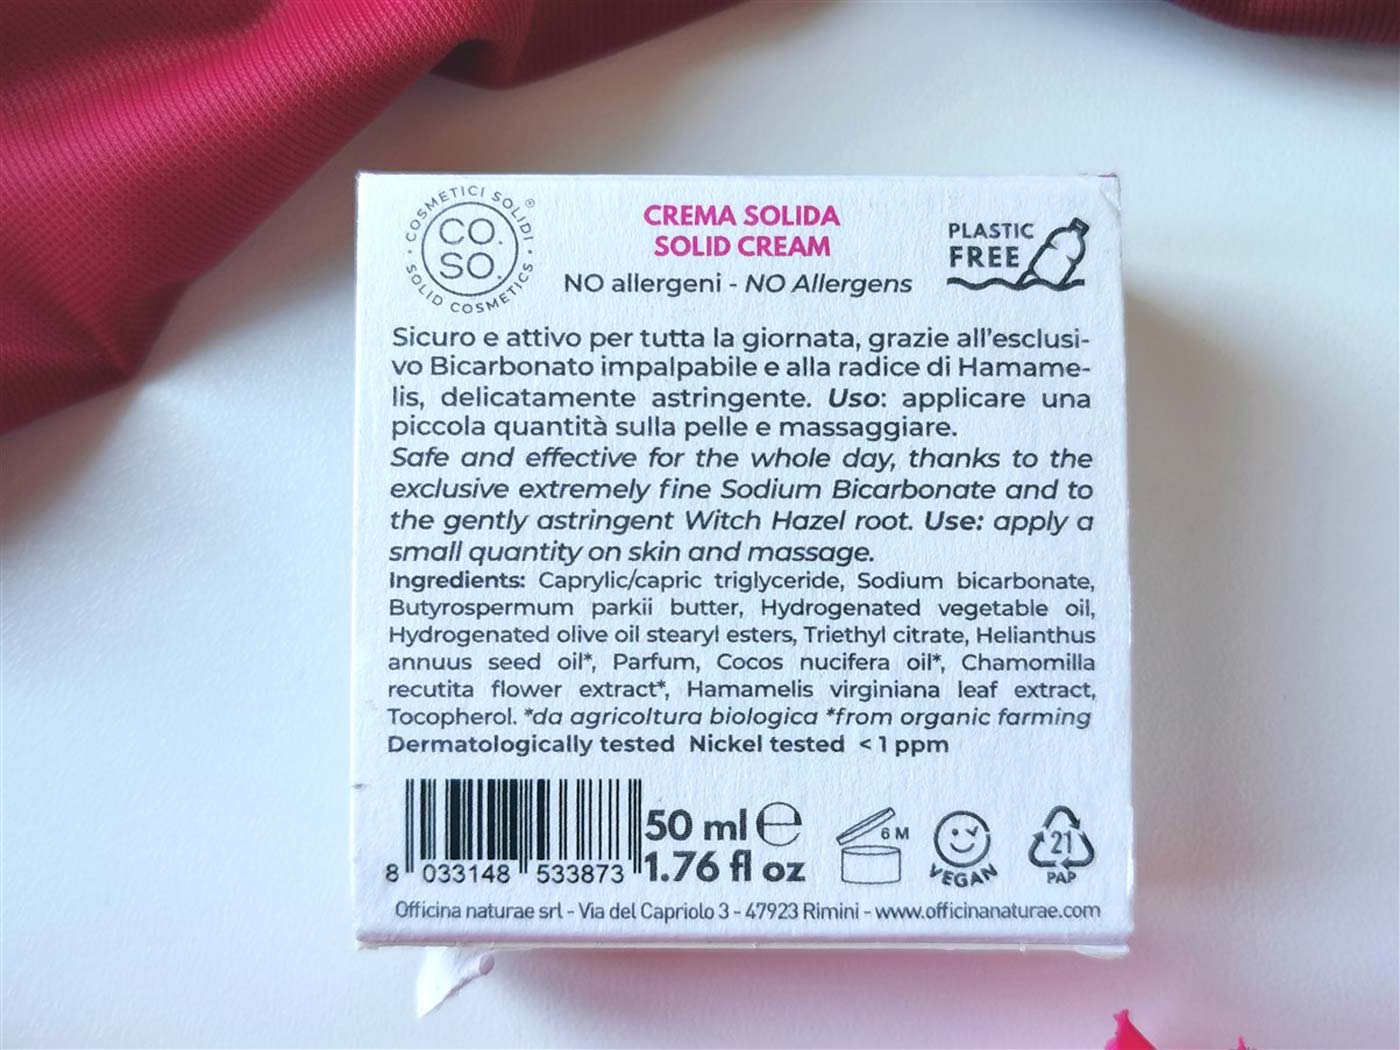 COSMETICI SOLIDI ®
CO.
SO.
SOLID COSMETICS
CREMA SOLIDA
SOLID CREAM
NO allergeni - NO Allergens
PLASTIC
FREE
Sicuro e attivo per tutta la giornata, grazie all'esclusi-
vo Bicarbonato impalpabile e alla radice di Hamame-
lis, delicatamente astringente. Uso: applicare una
piccola quantità sulla pelle e massaggiare.
Safe and effective for the whole day, thanks to the
exclusive extremely fine Sodium Bicarbonate and to
the gently astringent Witch Hazel root. Use: apply a
small quantity on skin and massage.
Ingredients: Caprylic/capric triglyceride, Sodium bicarbonate,
Butyrospermum parkii butter, Hydrogenated vegetable oil,
Hydrogenated olive oil stearyl esters, Triethyl citrate, Helianthus
annuus seed oil*, Parfum, Cocos nucifera oil*, Chamomilla
recutita flower extract*, Hamamelis virginiana leaf extract,
Tocopherol. *da agricoltura biologica *from organic farming
Dermatologically tested Nickel tested <1 ppm
8 033148 533873
50 ml ℮
1.76 fl oz
6 M
VEGAN
21
PAP
Officina naturae srl - Via del Capriolo 3 - 47923 Rimini - www.officinanaturae.com